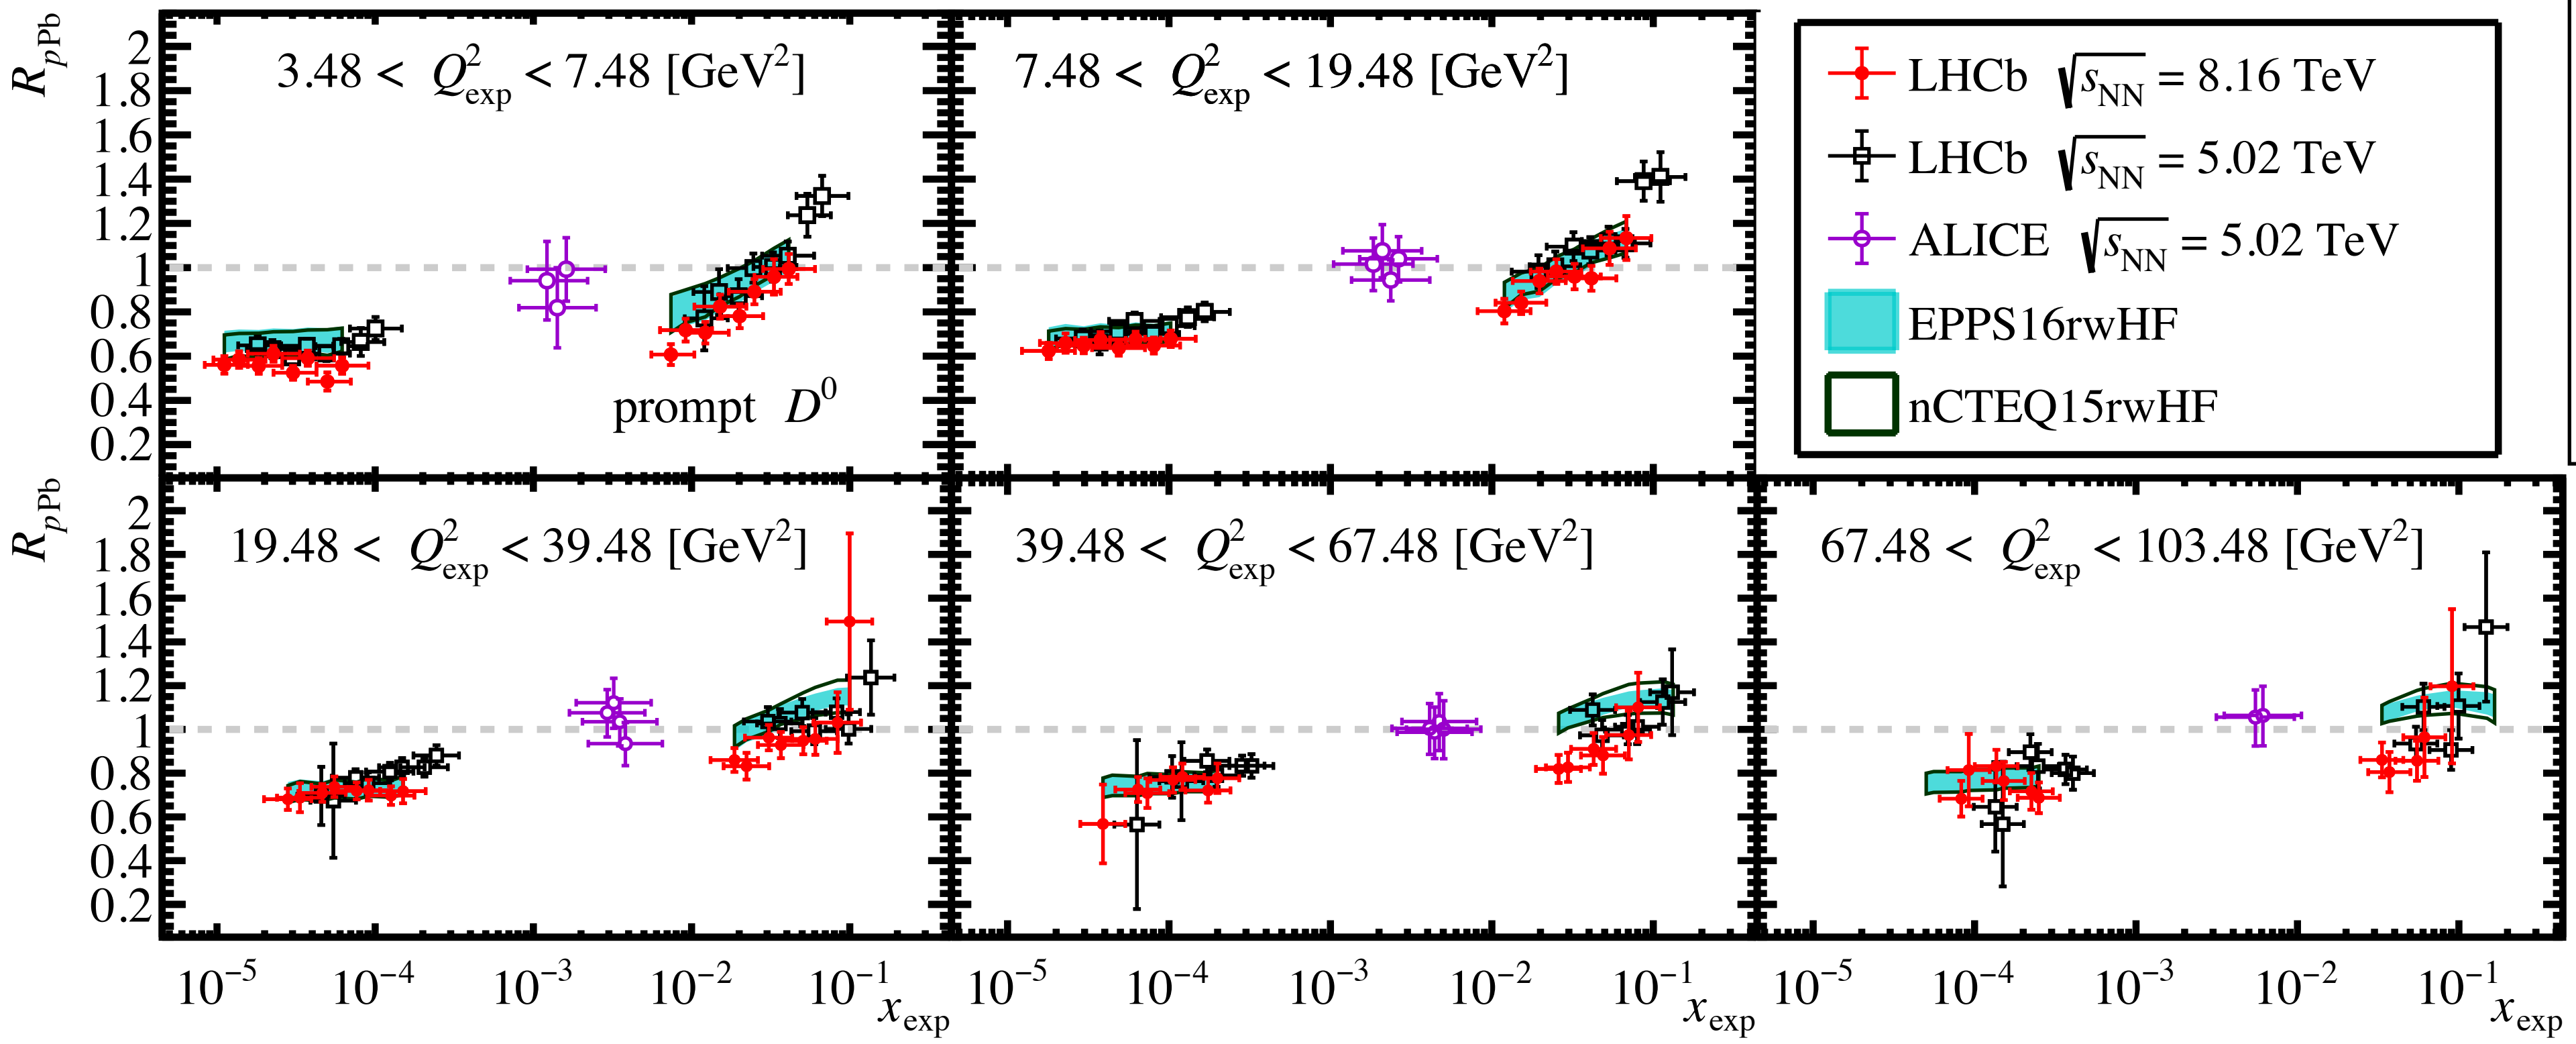 R_pPb
2
1.8
1.6
1.4
1.2
1
0.8
0.6
0.4
0.2
3.48 < Q²_exp < 7.48 [GeV²]
prompt D⁰
7.48 < Q²_exp < 19.48 [GeV²]
LHCb √s_NN = 8.16 TeV
LHCb √s_NN = 5.02 TeV
ALICE √s_NN = 5.02 TeV
EPPS16rwHF
nCTEQ15rwHF
R_pPb
2
1.8
1.6
1.4
1.2
1
0.8
0.6
0.4
0.2
19.48 < Q²_exp < 39.48 [GeV²]
39.48 < Q²_exp < 67.48 [GeV²]
67.48 < Q²_exp < 103.48 [GeV²]
10⁻⁵ 10⁻⁴ 10⁻³ 10⁻² 10⁻¹
x_exp
10⁻⁵ 10⁻⁴ 10⁻³ 10⁻² 10⁻¹
x_exp
10⁻⁵ 10⁻⁴ 10⁻³ 10⁻² 10⁻¹
x_exp